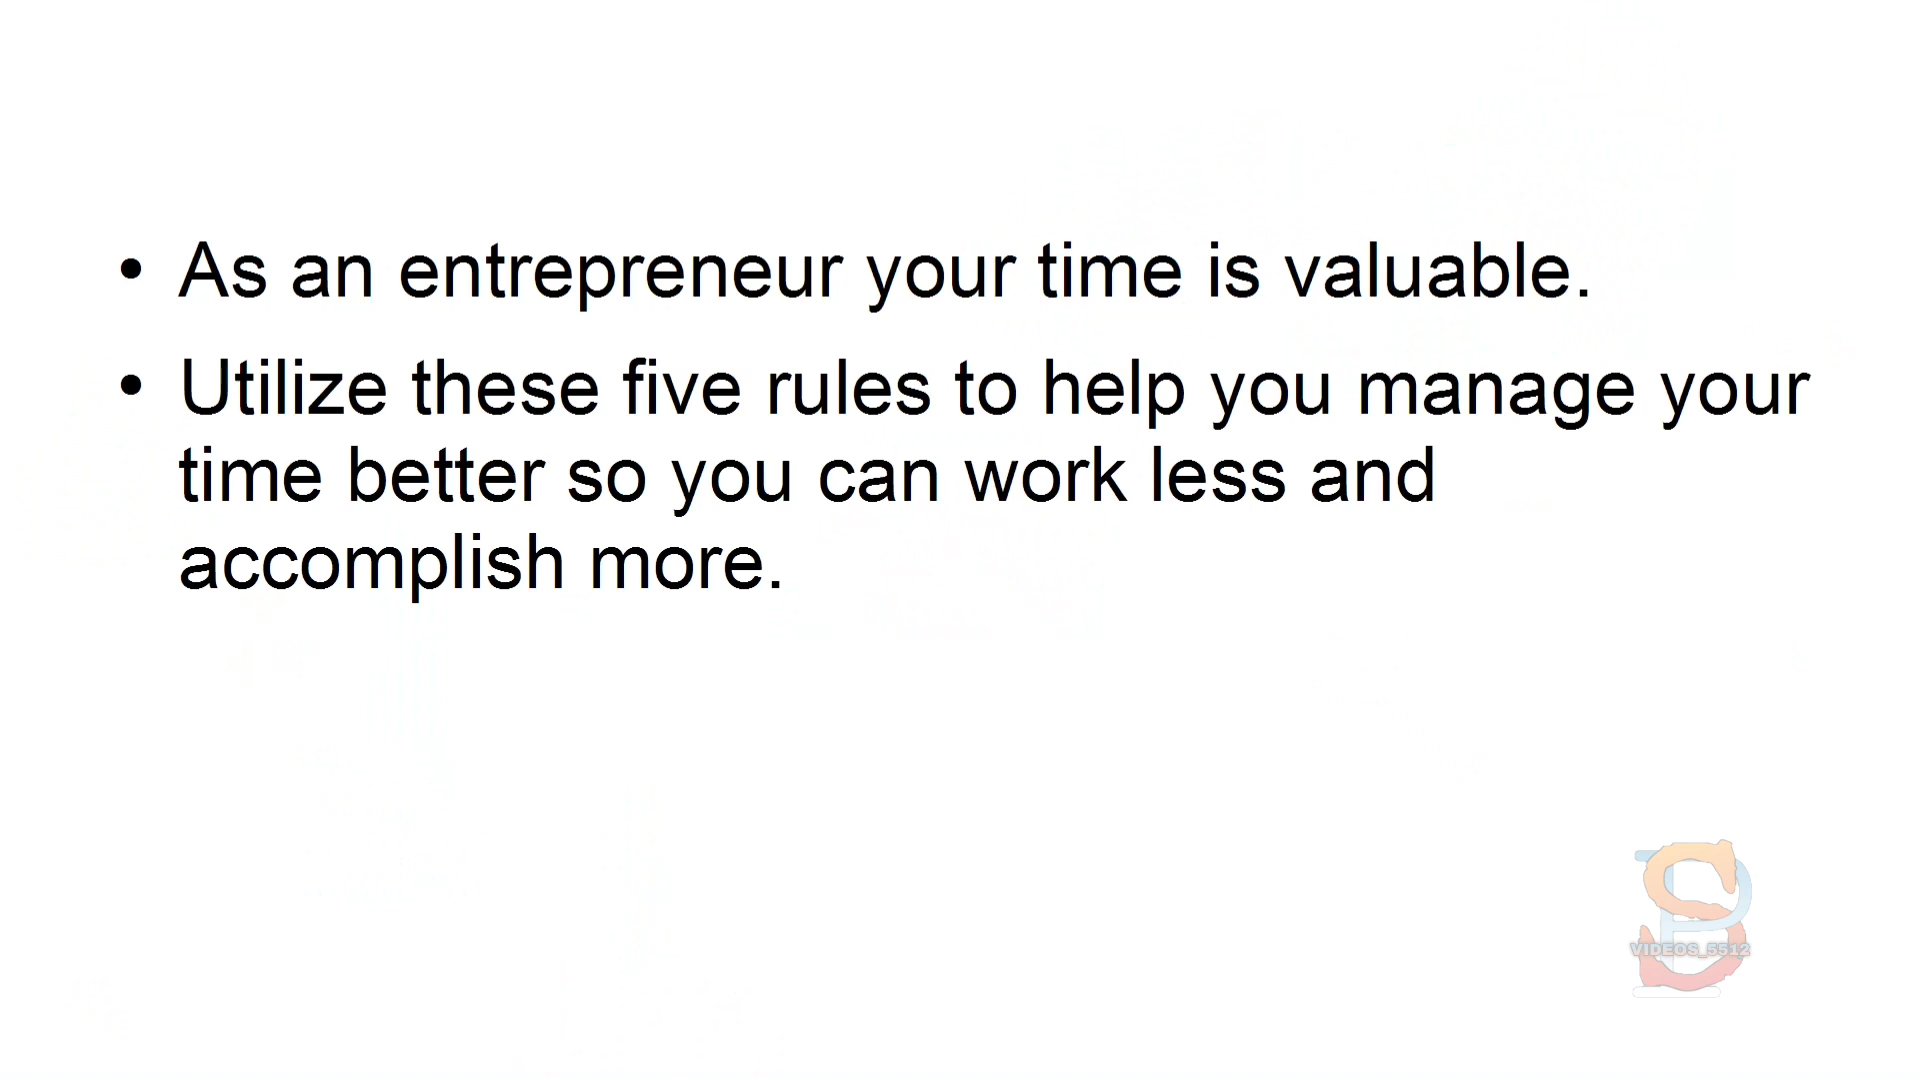 • As an entrepreneur your time is valuable.
• Utilize these five rules to help you manage your
time better so you can work less and
accomplish more.
VIDEOS_5512